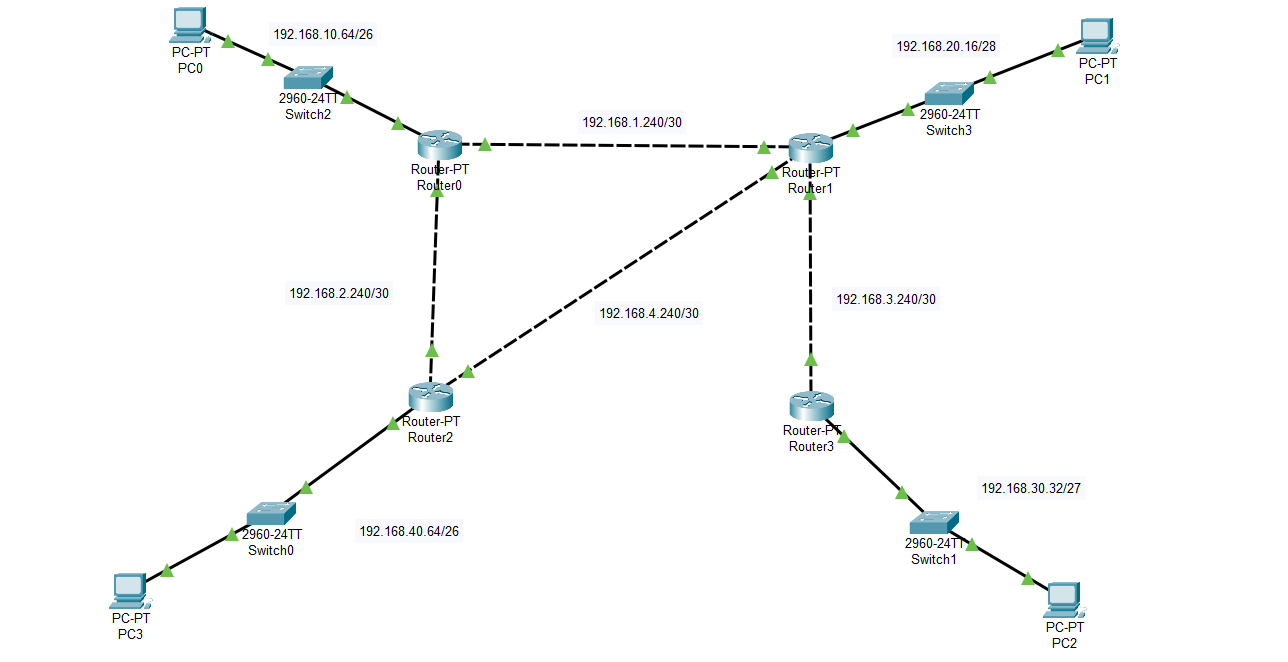 192.168.10.64/26
PC-PT
PC0
2960-24TT
Switch2
192.168.20.16/28
PC-PT
PC1
2960-24TT
Switch3
192.168.1.240/30
Router-PT
Router0
Router-PT
Router1
192.168.2.240/30
192.168.4.240/30
192.168.3.240/30
Router-PT
Router2
Router-PT
Router3
192.168.40.64/26
2960-24TT
Switch0
192.168.30.32/27
2960-24TT
Switch1
PC-PT
PC3
PC-PT
PC2